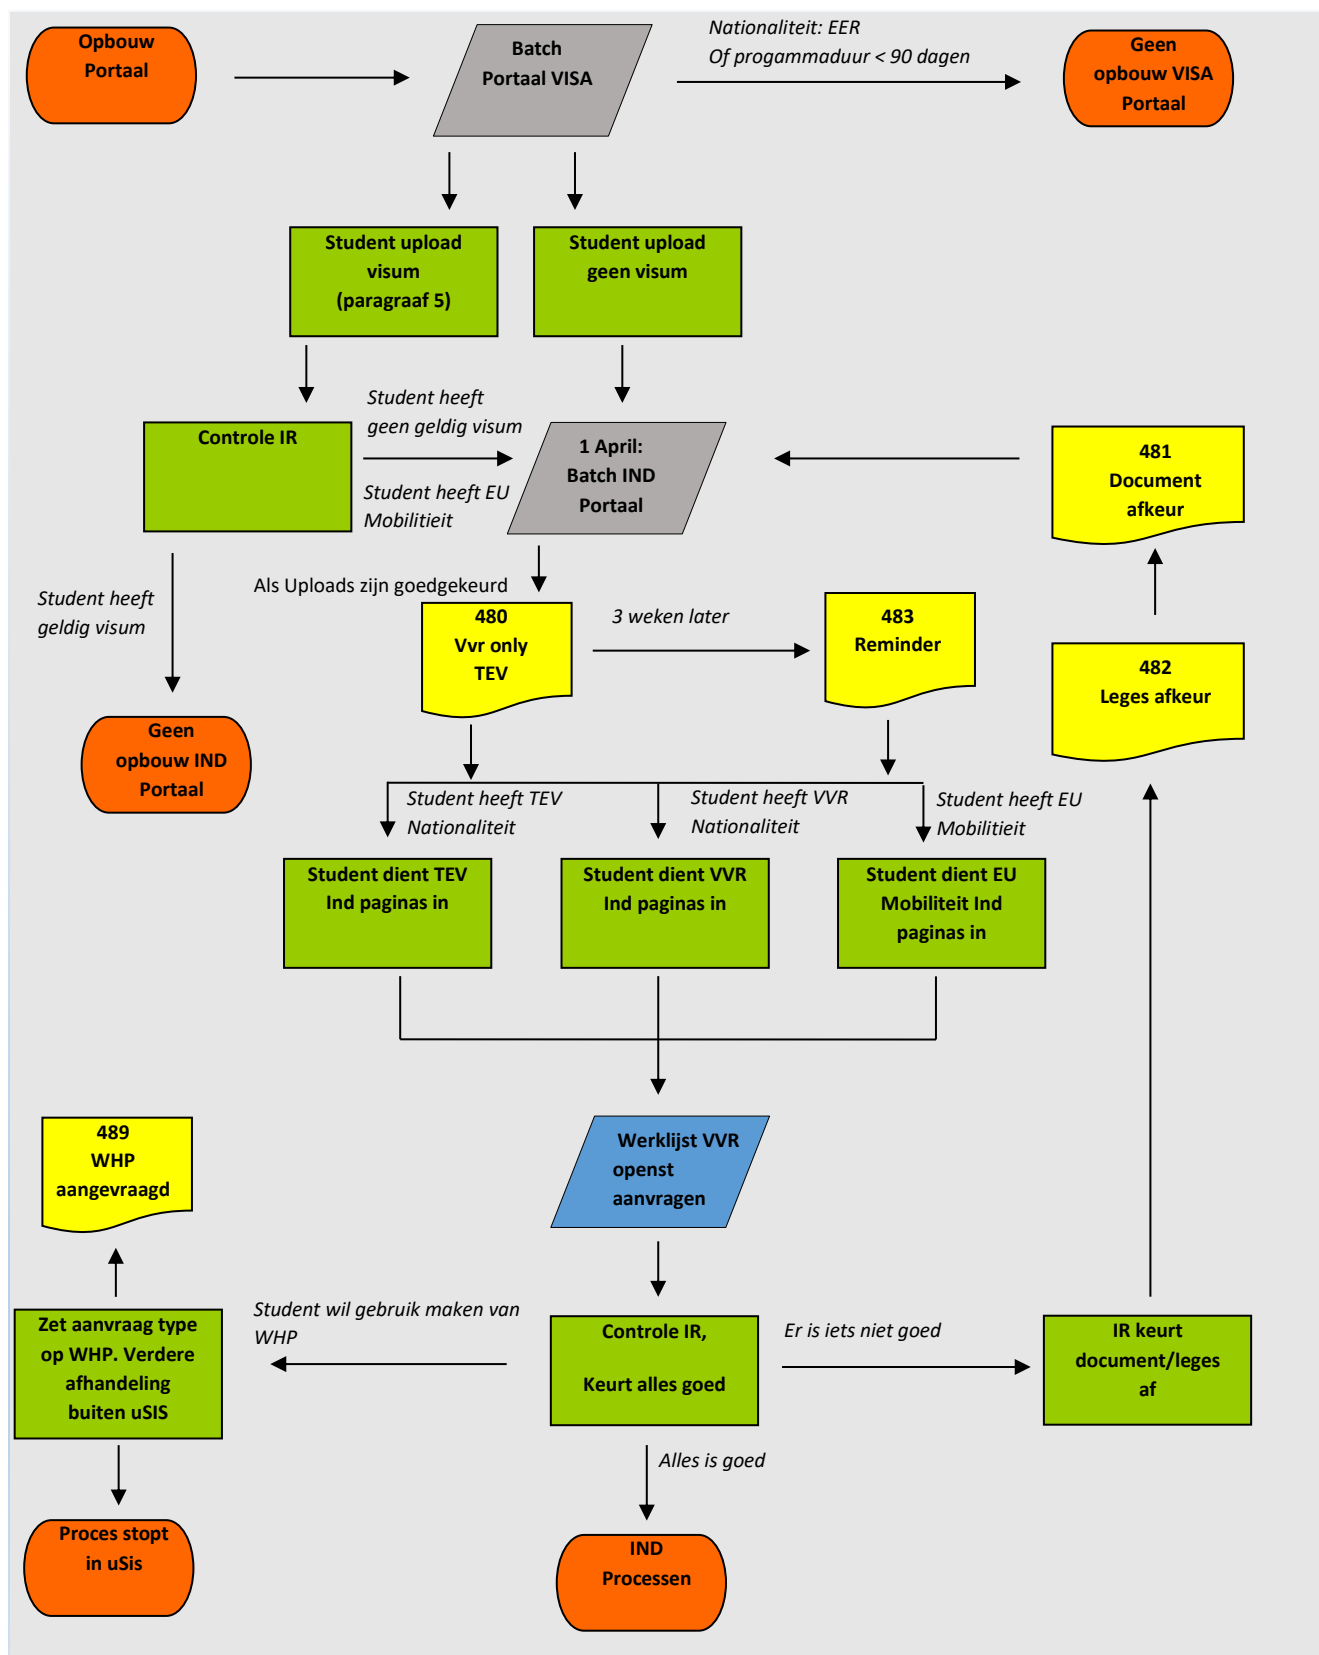 Opbouw
Portaal
Batch
Portaal VISA
Nationaliteit: EER
Of progammaduur < 90 dagen
Geen
opbouw VISA
Portaal
Student upload
visum
(paragraaf 5)
Student upload
geen visum
Controle IR
Student heeft
geen geldig visum
Student heeft EU
Mobilitieit
1 April:
Batch IND
Portaal
481
Document
afkeur
Student heeft
geldig visum
Als Uploads zijn goedgekeurd
480
Vvr only
TEV
3 weken later
483
Reminder
482
Leges afkeur
Geen
opbouw IND
Portaal
Student heeft TEV
Nationaliteit
Student heeft VVR
Nationaliteit
Student heeft EU
Mobilitieit
Student dient TEV
Ind paginas in
Student dient VVR
Ind paginas in
Student dient EU
Mobiliteit Ind
paginas in
489
WHP
aangevraagd
Werklijst VVR
openst
aanvragen
Zet aanvraag type
op WHP. Verdere
afhandeling
buiten uSIS
Student wil gebruik maken van
WHP
Controle IR,
Keurt alles goed
Er is iets niet goed
IR keurt
document/leges
af
Alles is goed
Proces stopt
in uSis
IND
Processen